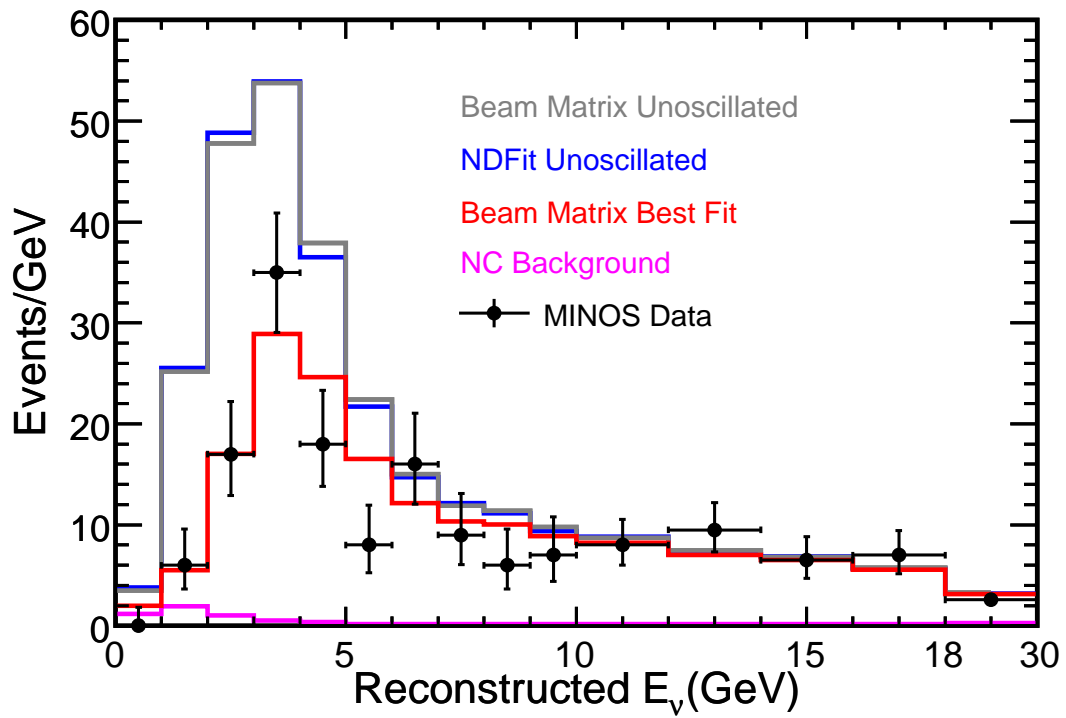 60
50
40
30
20
10
0
Events/GeV
Beam Matrix Unoscillated
NDFit Unoscillated
Beam Matrix Best Fit
NC Background
MINOS Data
0 5 10 15 18 30
Reconstructed Eν(GeV)